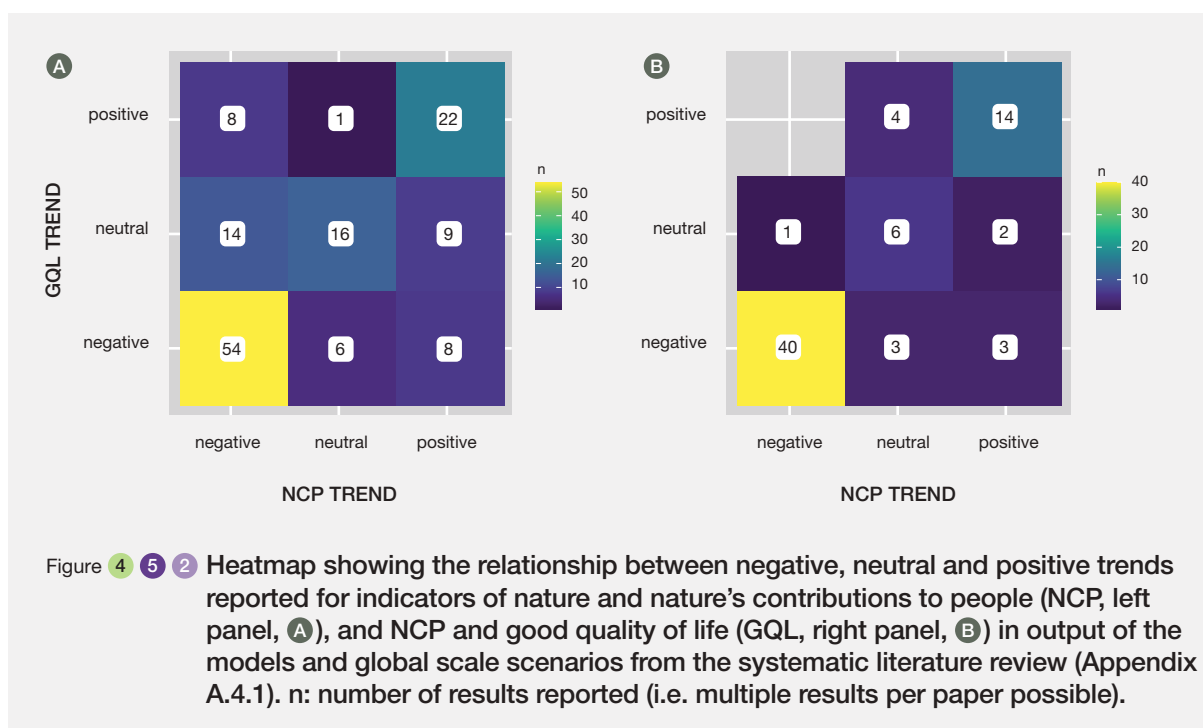 A
B
GQL TREND
positive
neutral
negative
8
1
22
14
16
9
54
6
8
negative
neutral
positive
NCP TREND
n
50
40
30
20
10
positive
neutral
negative
4
14
1
6
2
40
3
3
negative
neutral
positive
NCP TREND
n
40
30
20
10
Figure 4 5 2 Heatmap showing the relationship between negative, neutral and positive trends
reported for indicators of nature and nature's contributions to people (NCP, left
panel, A), and NCP and good quality of life (GQL, right panel, B) in output of the
models and global scale scenarios from the systematic literature review (Appendix
A.4.1). n: number of results reported (i.e. multiple results per paper possible).